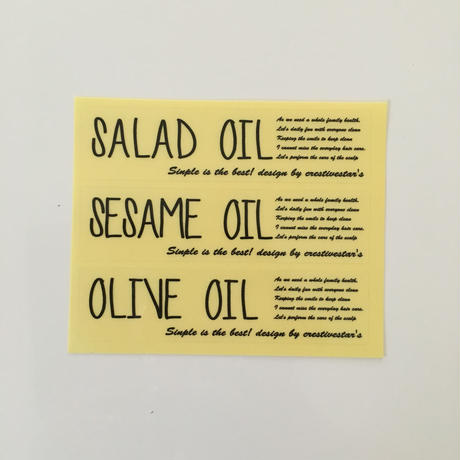 SALAD OIL
As we need a whole family health.
Let's daily fun with everyone clean
Keeping the smile to keep clean
I cannot miss the everyday hair care.
Let's perform the care of the scalp
Sinple is the best! design by crestivestar's
SESAME OIL
As we need a whole family health.
Let's daily fun with everyone clean
Keeping the smile to keep clean
I cannot miss the everyday hair care.
Let's perform the care of the scalp
Sinple is the best! design by crestivestar's
OLIVE OIL
As we need a whole family health.
Let's daily fun with everyone clean
Keeping the smile to keep clean
I cannot miss the everyday hair care.
Let's perform the care of the scalp
Sinple is the best! design by crestivestar's